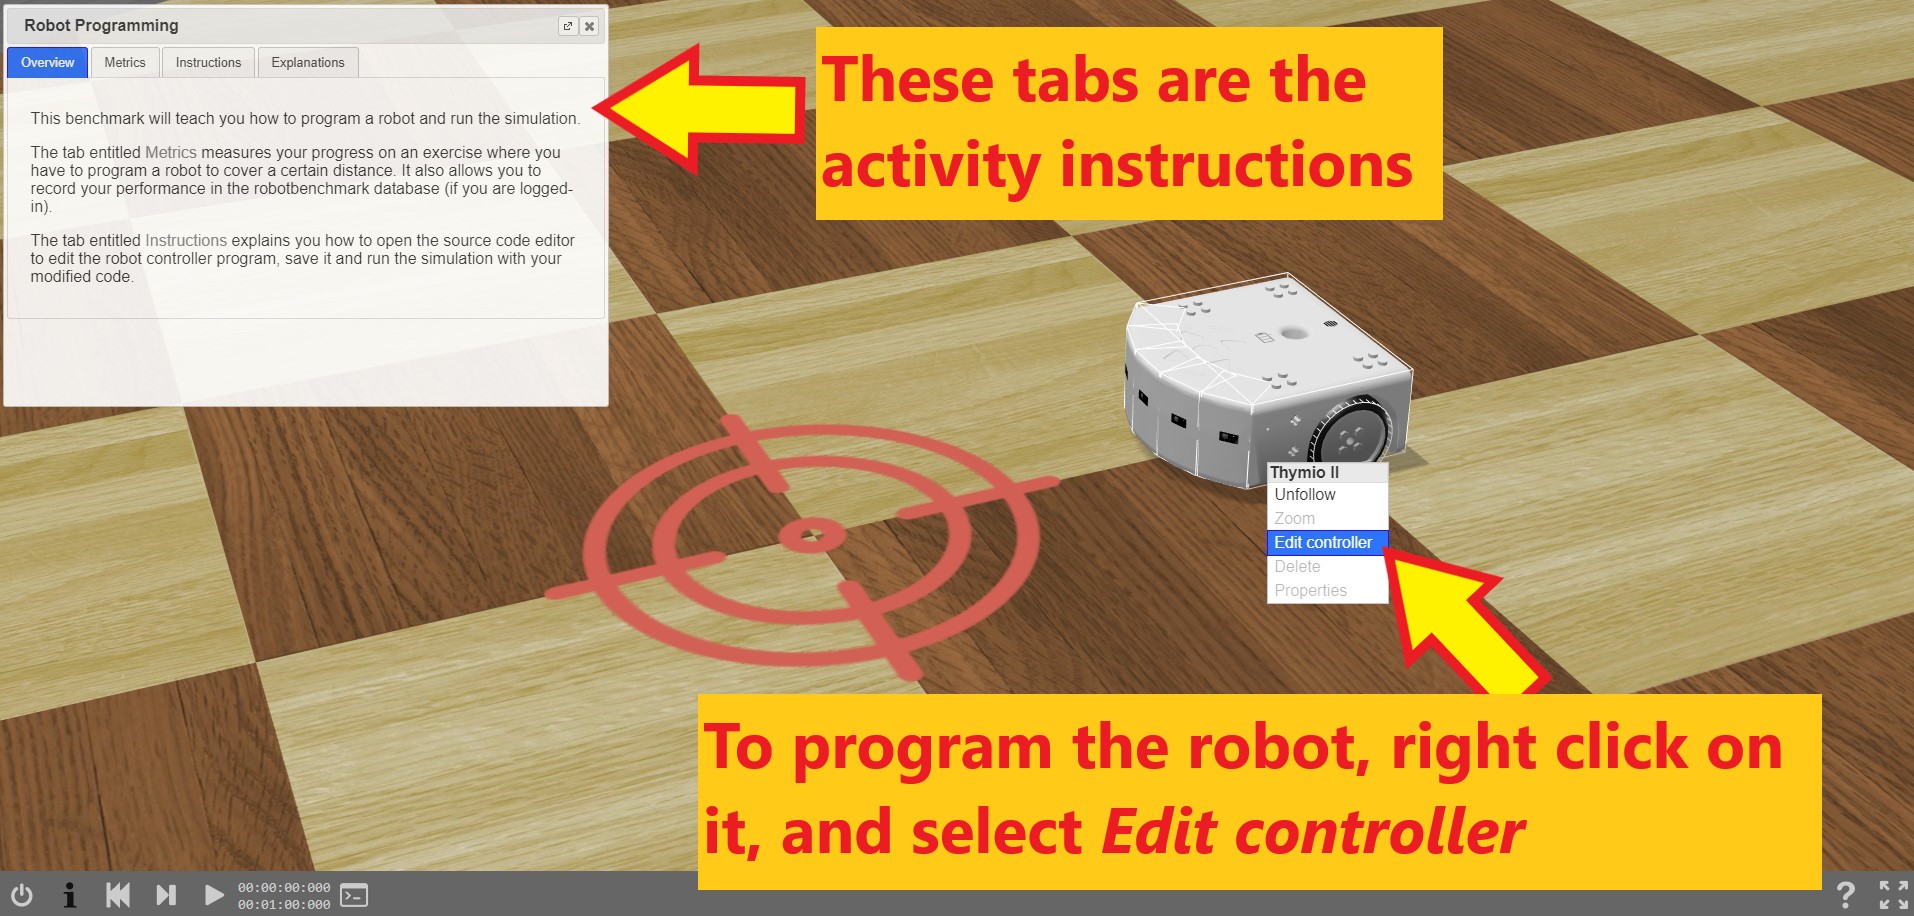 Robot Programming
Overview
Metrics
Instructions
Explanations
This benchmark will teach you how to program a robot and run the simulation.
The tab entitled Metrics measures your progress on an exercise where you
have to program a robot to cover a certain distance. It also allows you to
record your performance in the robotbenchmark database (if you are logged-
in).
The tab entitled Instructions explains you how to open the source code editor
to edit the robot controller program, save it and run the simulation with your
modified code.
These tabs are the
activity instructions
Thymio II
Unfollow
Zoom
Edit controller
Delete
Properties
To program the robot, right click on
it, and select Edit controller
00:00:00:000
00:01:00:000